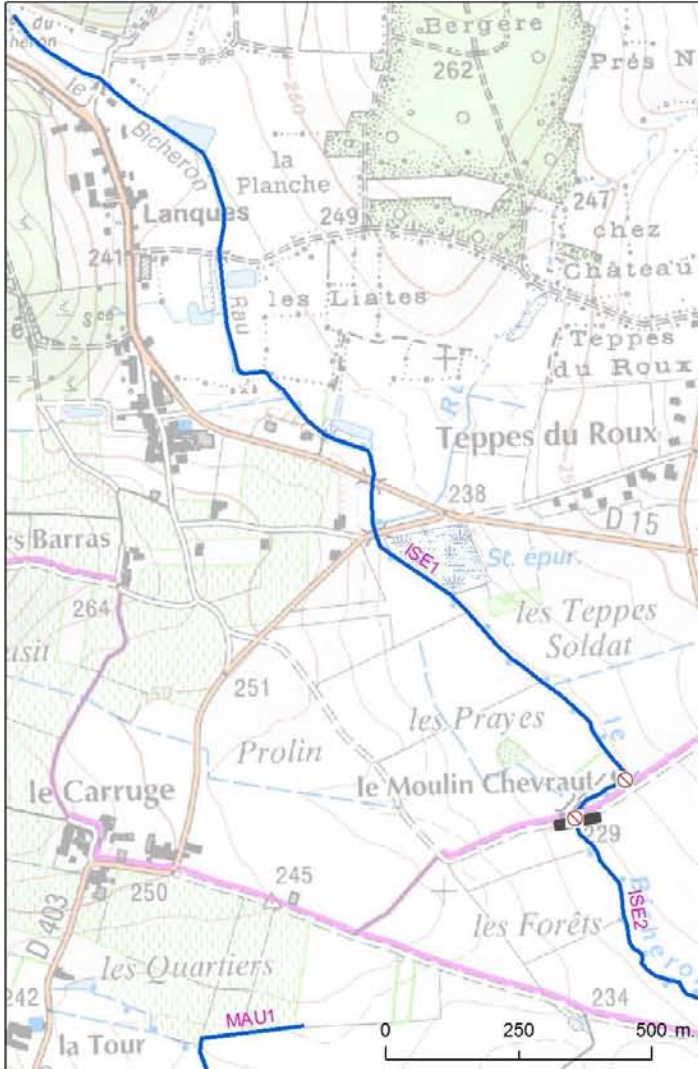 du
Bergère
262
Prés N
250
le
Bicheron
la
Planche
Lanques
249
247
chez
Château
241
les Liates
Rau
Teppes
du Roux
Teppes du Roux
238
D 15
ISE1
St. épur.
s Barras
264
les Teppes
Soldat
251
les Prayes
le
Prolin
le Moulin Chevraut
le Carruge
229
245
250
ISE2
D 403
les Forêts
les Quartiers
234
242
MAU1
la Tour
0 250 500 m.